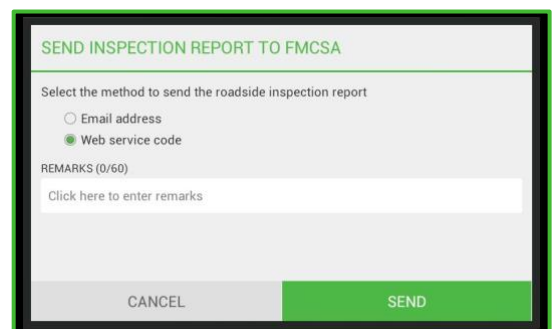 SEND INSPECTION REPORT TO FMCSA
Select the method to send the roadside inspection report
Email address
Web service code
REMARKS (0/60)
Click here to enter remarks
CANCEL SEND